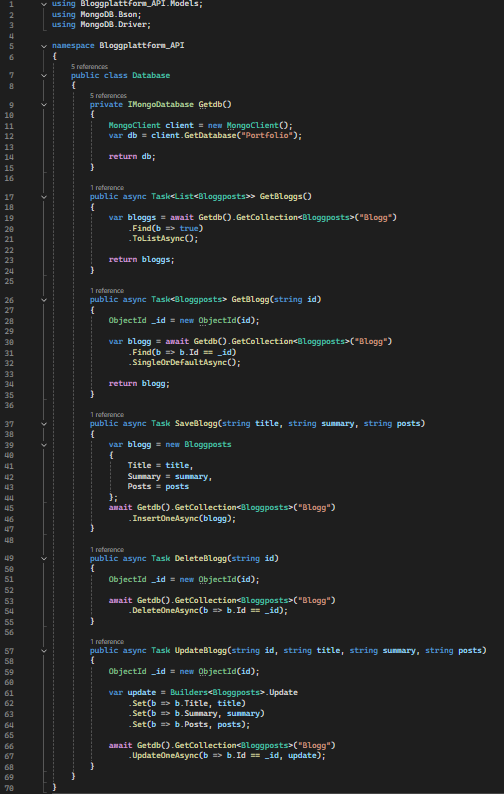 1 using Bloggplattform_API.Models;
2 using MongoDB.Bson;
3 using MongoDB.Driver;
4
5 namespace Bloggplattform_API
6 {
5 references
7 public class Database
8 {
5 references
9 private IMongoDatabase Getdb()
10 {
11 MongoClient client = new MongoClient();
12 var db = client.GetDatabase("Portfolio");
13
14 return db;
15 }
16
1 reference
17 public async Task<List<Bloggposts>> GetBloggs()
18 {
19 var bloggs = await Getdb().GetCollection<Bloggposts>("Blogg")
20 .Find(b => true)
21 .ToListAsync();
22
23 return bloggs;
24 }
25
1 reference
26 public async Task<Bloggposts> GetBlogg(string id)
27 {
28 ObjectId _id = new ObjectId(id);
29
30 var blogg = await Getdb().GetCollection<Bloggposts>("Blogg")
31 .Find(b => b.Id == _id)
32 .SingleOrDefaultAsync();
33
34 return blogg;
35 }
36
1 reference
37 public async Task SaveBlogg(string title, string summary, string posts)
38 {
39 var blogg = new Bloggposts
40 {
41 Title = title,
42 Summary = summary,
43 Posts = posts
44 };
45 await Getdb().GetCollection<Bloggposts>("Blogg")
46 .InsertOneAsync(blogg);
47 }
48
1 reference
49 public async Task DeleteBlogg(string id)
50 {
51 ObjectId _id = new ObjectId(id);
52
53 await Getdb().GetCollection<Bloggposts>("Blogg")
54 .DeleteOneAsync(b => b.Id == _id);
55 }
56
1 reference
57 public async Task UpdateBlogg(string id, string title, string summary, string posts)
58 {
59 ObjectId _id = new ObjectId(id);
60
61 var update = Builders<Bloggposts>.Update
62 .Set(b => b.Title, title)
63 .Set(b => b.Summary, summary)
64 .Set(b => b.Posts, posts);
65
66 await Getdb().GetCollection<Bloggposts>("Blogg")
67 .UpdateOneAsync(b => b.Id == _id, update);
68 }
69 }
70 }